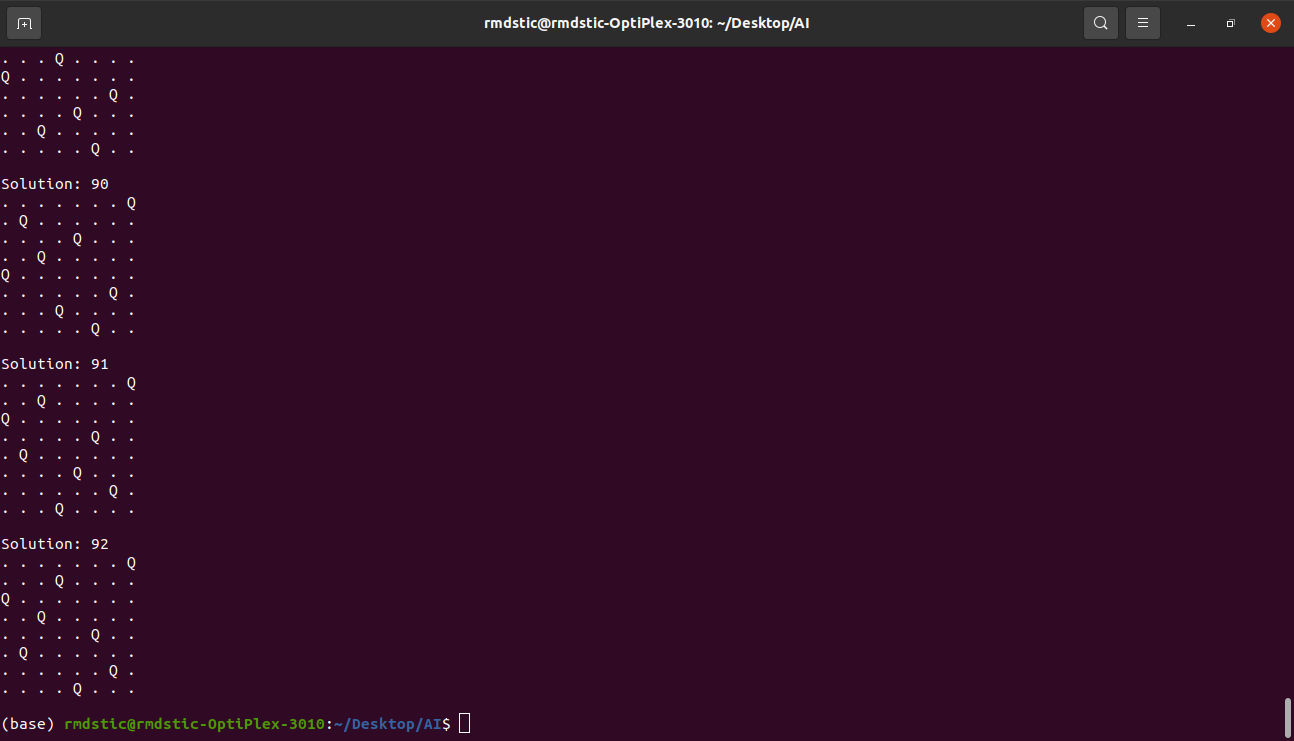 rmdstic@rmdstic-OptiPlex-3010: ~/Desktop/AI
. . . Q . . . .
Q . . . . . . .
. . . . . . Q .
. . . . Q . . .
. . Q . . . . .
. . . . . Q . .
Solution: 90
. . . . . . . Q
. Q . . . . . .
. . . . Q . . .
. . Q . . . . .
Q . . . . . . .
. . . . . . Q .
. . . Q . . . .
. . . . . Q . .
Solution: 91
. . . . . . . Q
. . Q . . . . .
Q . . . . . . .
. . . . . Q . .
. Q . . . . . .
. . . . Q . . .
. . . . . . Q .
. . . Q . . . .
Solution: 92
. . . . . . . Q
. . . Q . . . .
Q . . . . . . .
. . Q . . . . .
. . . . . Q . .
. Q . . . . . .
. . . . . . Q .
. . . . Q . . .
(base) rmdstic@rmdstic-OptiPlex-3010:~/Desktop/AI$